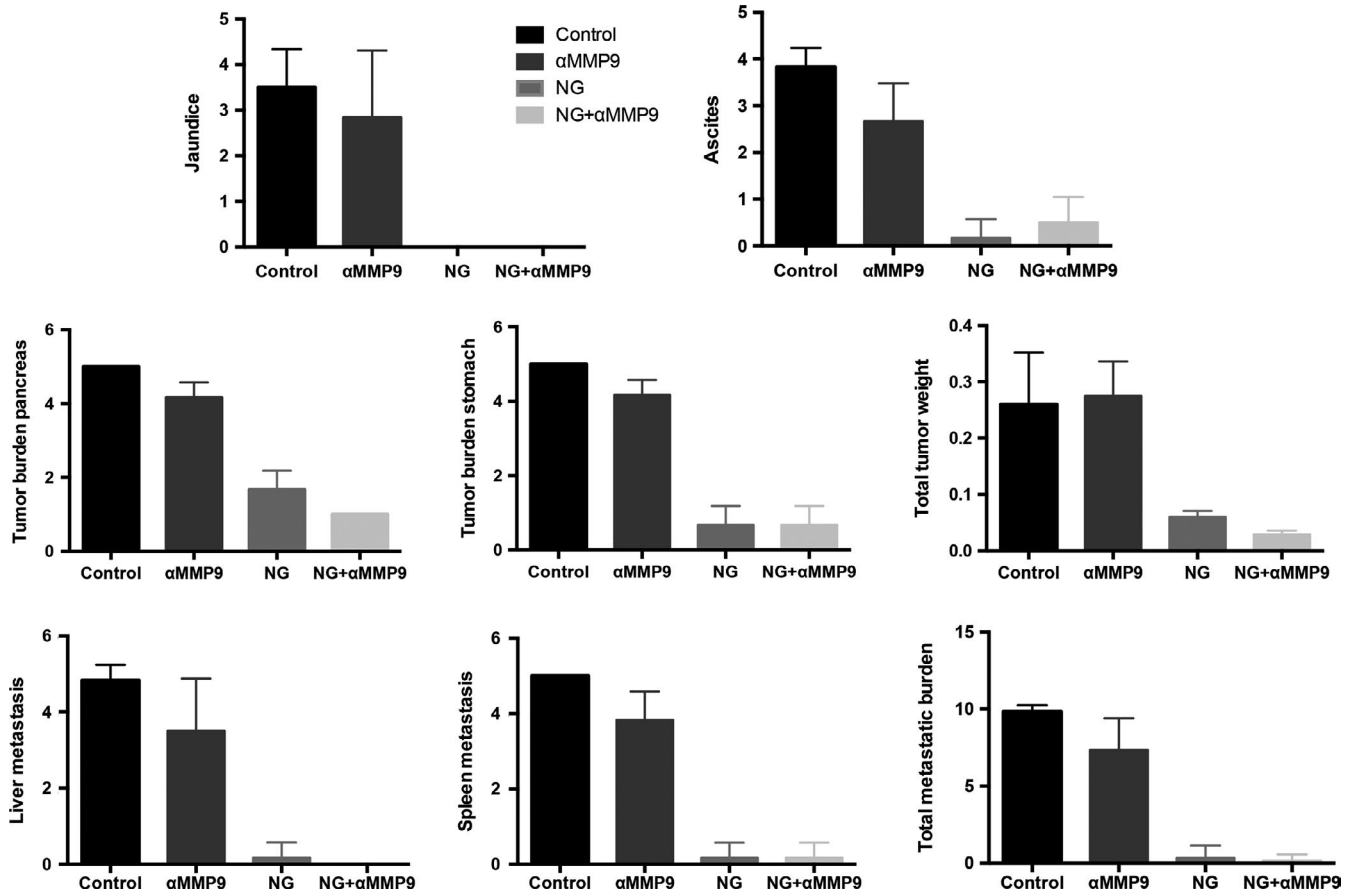 Jaundice
5
4
3
2
1
0
Control αMMP9 NG NG+αMMP9
Control
αMMP9
NG
NG+αMMP9
Ascites
5
4
3
2
1
0
Control αMMP9 NG NG+αMMP9
Tumor burden pancreas
6
4
2
0
Control αMMP9 NG NG+αMMP9
Tumor burden stomach
6
4
2
0
Control αMMP9 NG NG+αMMP9
Total tumor weight
0.4
0.3
0.2
0.1
0.0
Control αMMP9 NG NG+αMMP9
Liver metastasis
6
4
2
0
Control αMMP9 NG NG+αMMP9
Spleen metastasis
6
4
2
0
Control αMMP9 NG NG+αMMP9
Total metastatic burden
15
10
5
0
Control αMMP9 NG NG+αMMP9